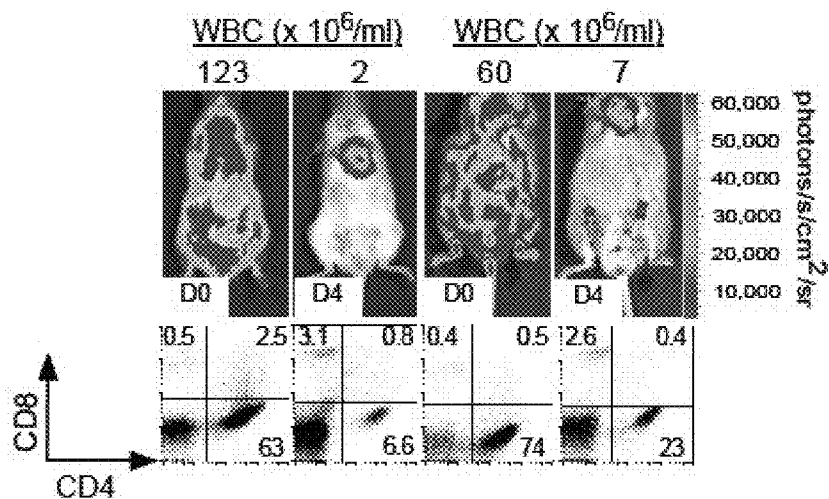 WBC (x 10⁶/ml) WBC (x 10⁶/ml)
123 2 60 7
60,000
50,000
40,000
30,000
20,000
10,000
photons/s/cm²/sr
D0 D4 D0 D4
0.5 2.5 3.1 0.8 0.4 0.5 2.6 0.4
63 6.6 74 23
CD8
CD4